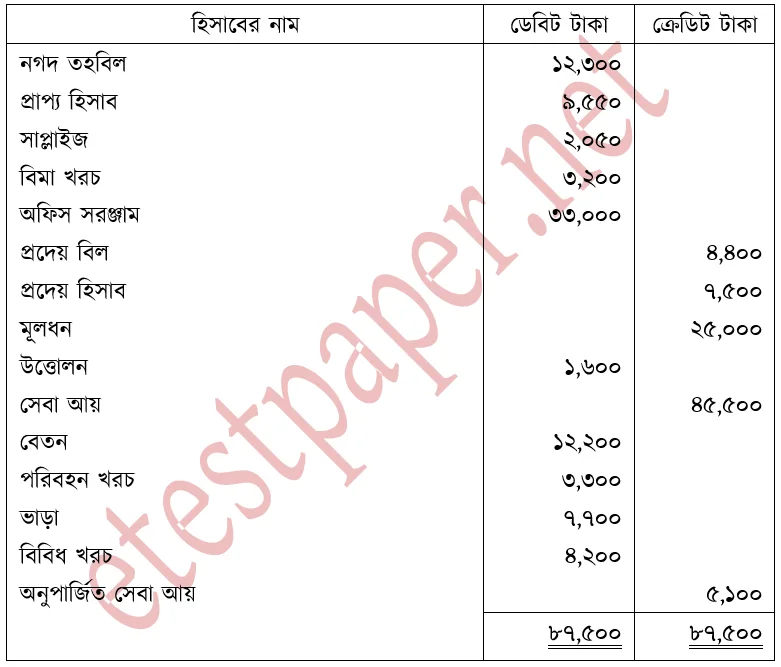 হিসাবের নাম ডেবিট টাকা ক্রেডিট টাকা
নগদ তহবিল ১২,৩০০
প্রাপ্য হিসাব ৯,৫৫০
সাপ্লাইজ ২,০৫০
বিমা খরচ ৩,২০০
অফিস সরঞ্জাম ৩৩,০০০
প্রদেয় বিল ৪,৪০০
প্রদেয় হিসাব ৭,৫০০
মূলধন ২৫,০০০
উত্তোলন ১,৬০০
সেবা আয় ৪৫,৫০০
বেতন ১২,২০০
পরিবহন খরচ ৩,৩০০
ভাড়া ৭,৭০০
বিবিধ খরচ ৪,২০০
অনুপার্জিত সেবা আয় ৫,১০০
৮৭,৫০০ ৮৭,৫০০
etestpaper.net